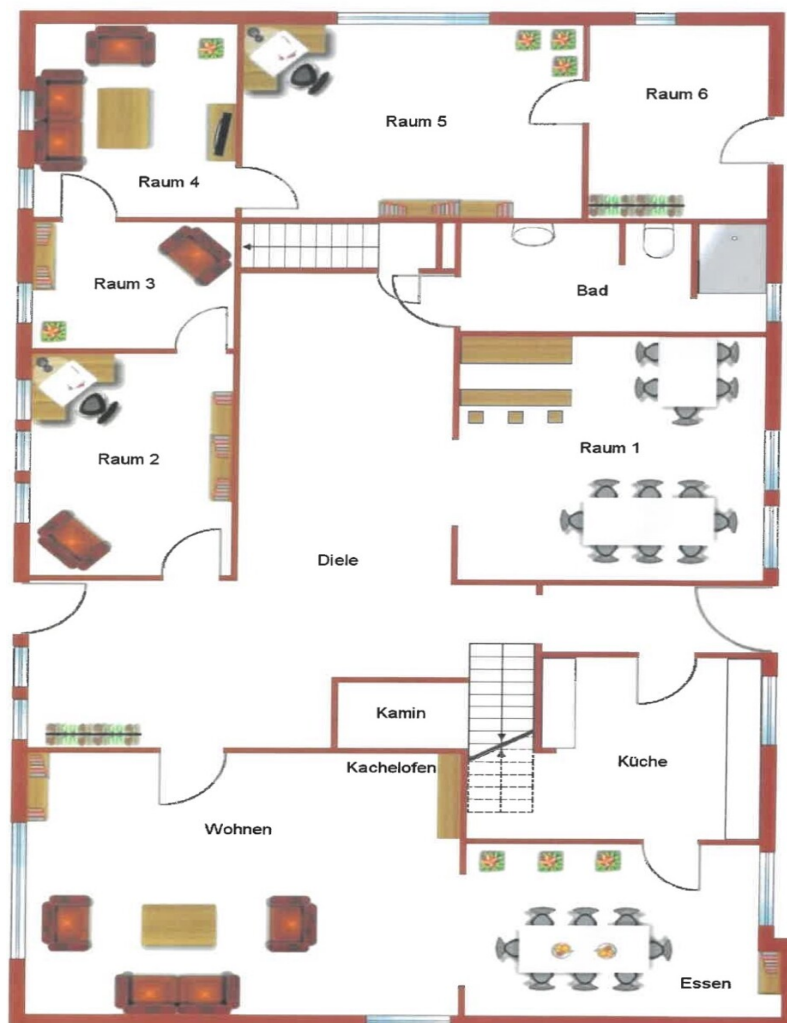 Raum 6
Raum 5
Raum 4
Raum 3
Bad
Raum 2
Raum 1
Diele
Kamin
Kachelofen
Küche
Wohnen
Essen